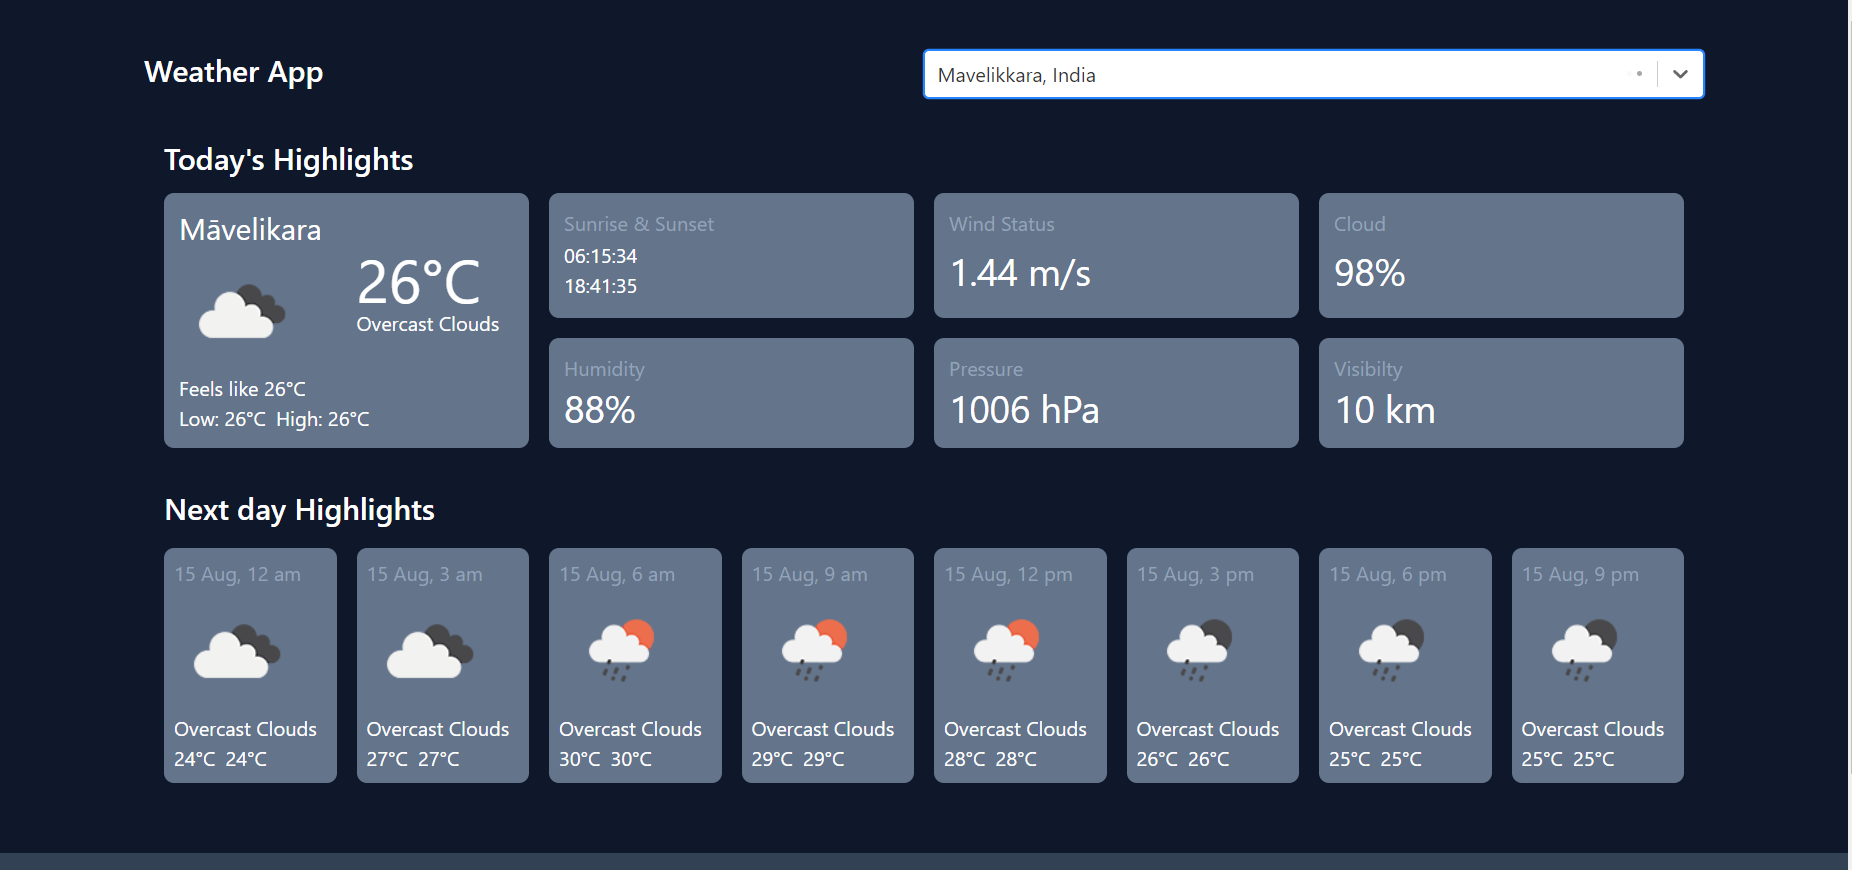 Weather App
Mavelikkara, India
Today's Highlights
Māvelikara
26°C
Overcast Clouds
Feels like 26°C
Low: 26°C High: 26°C
Sunrise & Sunset
06:15:34
18:41:35
Wind Status
1.44 m/s
Cloud
98%
Humidity
88%
Pressure
1006 hPa
Visibilty
10 km
Next day Highlights
15 Aug, 12 am
Overcast Clouds
24°C 24°C
15 Aug, 3 am
Overcast Clouds
27°C 27°C
15 Aug, 6 am
Overcast Clouds
30°C 30°C
15 Aug, 9 am
Overcast Clouds
29°C 29°C
15 Aug, 12 pm
Overcast Clouds
28°C 28°C
15 Aug, 3 pm
Overcast Clouds
26°C 26°C
15 Aug, 6 pm
Overcast Clouds
25°C 25°C
15 Aug, 9 pm
Overcast Clouds
25°C 25°C